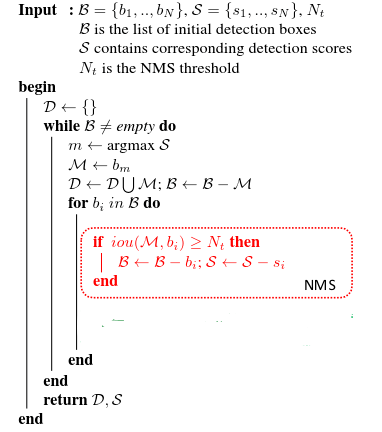 Input : B = {b₁, .., b_N}, S = {s₁, .., s_N}, N_t
B is the list of initial detection boxes
S contains corresponding detection scores
N_t is the NMS threshold
begin
D ← {}
while B ≠ empty do
m ← argmax S
M ← b_m
D ← D ⋃ M; B ← B − M
for b_i in B do
if iou(M, b_i) ≥ N_t then
B ← B − b_i; S ← S − s_i
end
NMS
end
end
return D, S
end